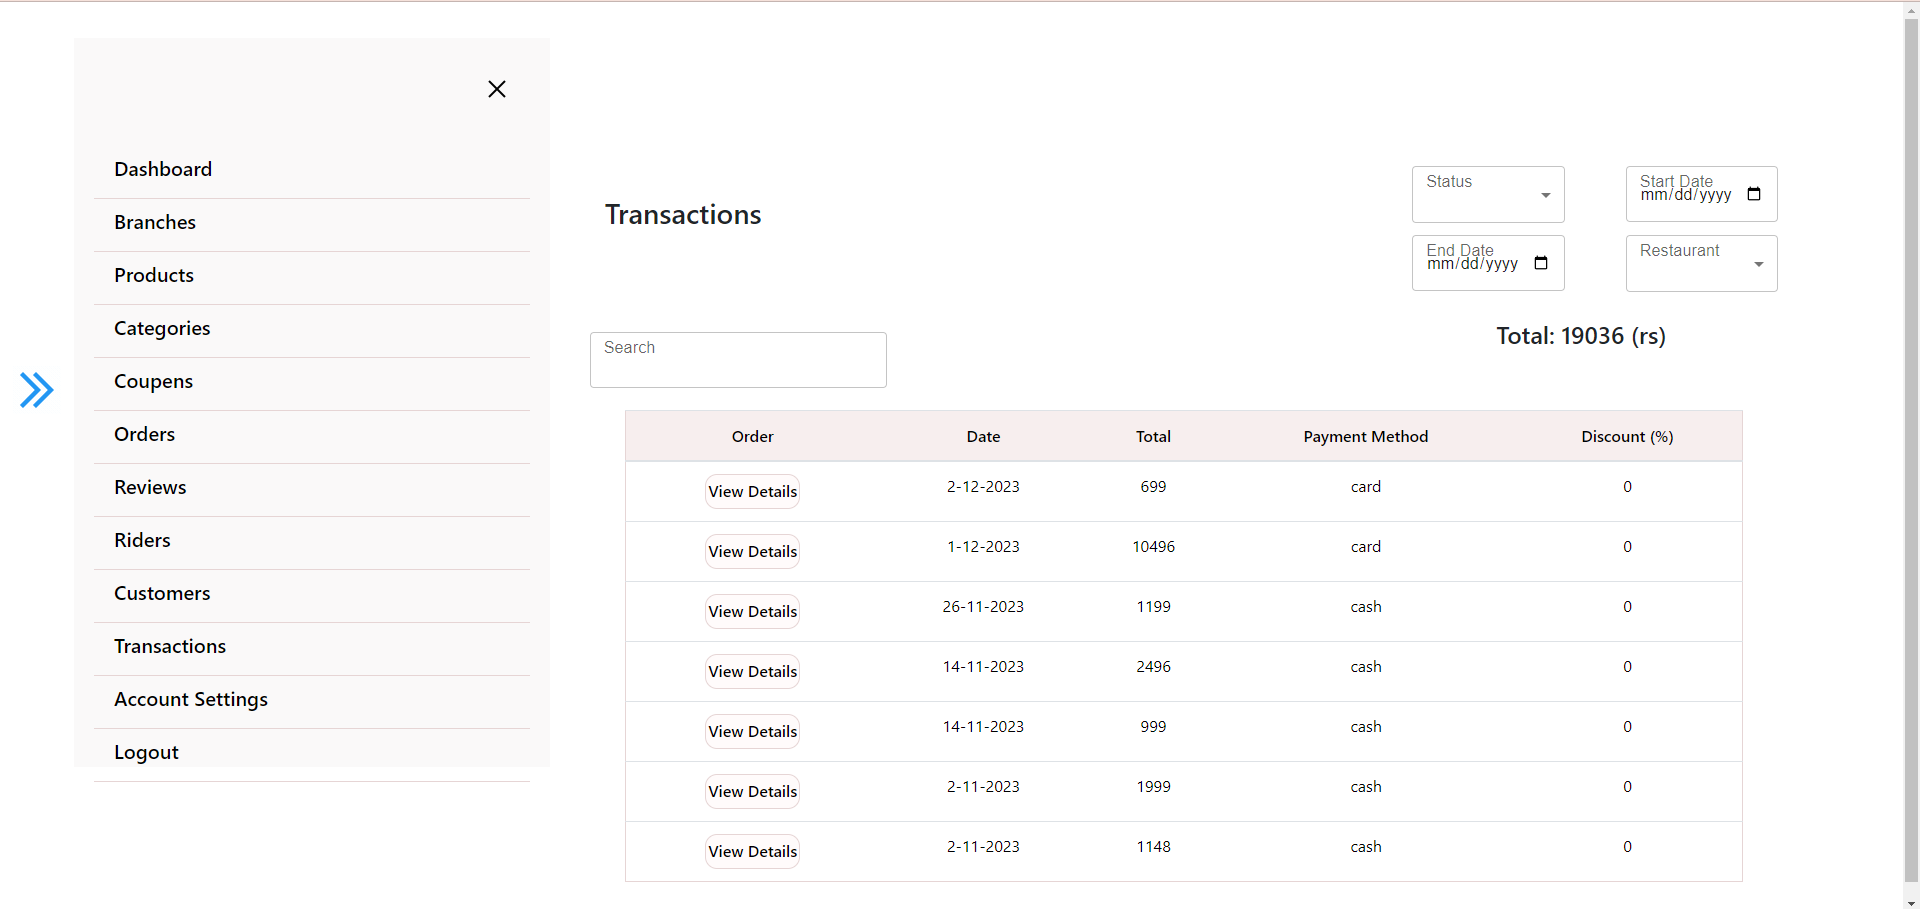 Dashboard
Branches
Products
Categories
Coupens
Orders
Reviews
Riders
Customers
Transactions
Account Settings
Logout
Transactions
Status
Start Date
mm/dd/yyyy
End Date
mm/dd/yyyy
Restaurant
Search
Total: 19036 (rs)
Order Date Total Payment Method Discount (%)
View Details 2-12-2023 699 card 0
View Details 1-12-2023 10496 card 0
View Details 26-11-2023 1199 cash 0
View Details 14-11-2023 2496 cash 0
View Details 14-11-2023 999 cash 0
View Details 2-11-2023 1999 cash 0
View Details 2-11-2023 1148 cash 0